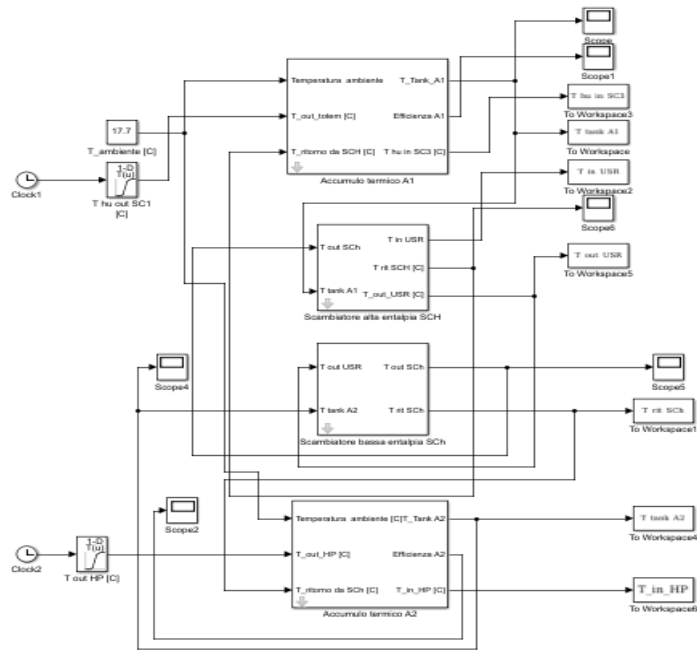 Scope
Scope1
Temperatura ambiente
T_Tank_A1
T hu in SC3
To Workspace3
T_out_totem [C]
Efficienza A1
17.7
T_ambiente [C]
T tank A1
To Workspace
T_ritorno da SCH [C]
T hu in SC3 [C]
Accumulo termico A1
Clock1
1-D
T(u)
T hu out SC1
[C]
T in USR
To Workspace2
Scope6
T out SCh
T in USR
T rit SCH [C]
T tank A1
T_out_USR [C]
Scambiatore alta entalpia SCH
T out USR
To Workspace5
Scope4
T out USR
T out SCh
Scope5
T tank A2
T rit SCh
T rit SCh
To Workspace1
Scambiatore bassa entalpia SCh
Scope2
Temperatura ambiente [C]
T_Tank A2
T tank A2
To Workspace4
Clock2
1-D
T(u)
T out HP [C]
T_out_HP [C]
Efficienza A2
T_ritorno da SCh [C]
T_in_HP [C]
T_in_HP
To Workspace6
Accumulo termico A2